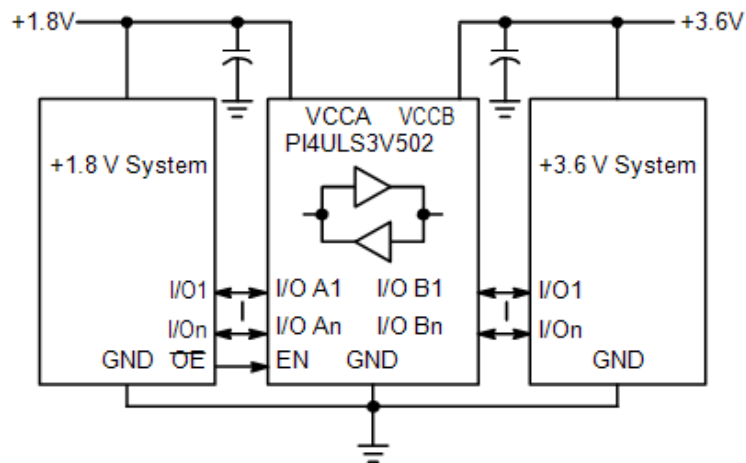 +1.8V
+3.6V
VCCA VCCB
PI4ULS3V502
+1.8 V System
+3.6 V System
I/O1
I/O A1
I/O B1
I/O1
I/On
I/O An
I/O Bn
I/On
GND
OE
EN
GND
GND